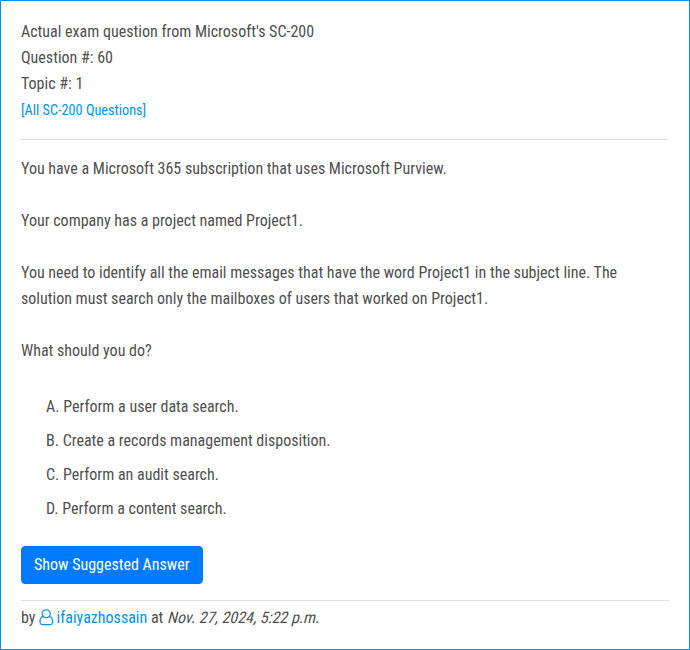 Actual exam question from Microsoft's SC-200
Question #: 60
Topic #: 1
[All SC-200 Questions]
You have a Microsoft 365 subscription that uses Microsoft Purview.
Your company has a project named Project1.
You need to identify all the email messages that have the word Project1 in the subject line. The
solution must search only the mailboxes of users that worked on Project1.
What should you do?
A. Perform a user data search.
B. Create a records management disposition.
C. Perform an audit search.
D. Perform a content search.
Show Suggested Answer
by ifaiyazhossain at Nov. 27, 2024, 5:22 p.m.